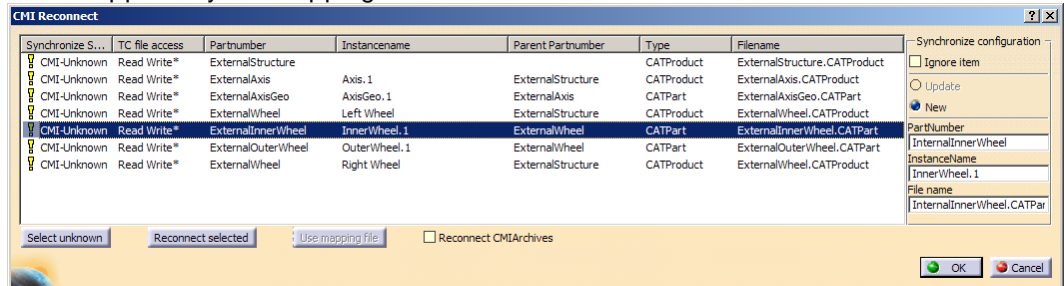 CMI Reconnect
Synchronize S... TC file access Partnumber Instancename Parent Partnumber Type Filename
CMI-Unknown Read Write* ExternalStructure CATProduct ExternalStructure.CATProduct
CMI-Unknown Read Write* ExternalAxis Axis.1 ExternalStructure CATProduct ExternalAxis.CATProduct
CMI-Unknown Read Write* ExternalAxisGeo AxisGeo.1 ExternalAxis CATPart ExternalAxisGeo.CATPart
CMI-Unknown Read Write* ExternalWheel Left Wheel ExternalStructure CATProduct ExternalWheel.CATProduct
CMI-Unknown Read Write* ExternalInnerWheel InnerWheel.1 ExternalWheel CATPart ExternalInnerWheel.CATPart
CMI-Unknown Read Write* ExternalOuterWheel OuterWheel.1 ExternalWheel CATPart ExternalOuterWheel.CATPart
CMI-Unknown Read Write* ExternalWheel Right Wheel ExternalStructure CATProduct ExternalWheel.CATProduct
Synchronize configuration
Ignore item
Update
New
PartNumber
InternalInnerWheel
InstanceName
InnerWheel.1
File name
InternalInnerWheel.CATPar
Select unknown Reconnect selected Use mapping file Reconnect CMIArchives
OK Cancel